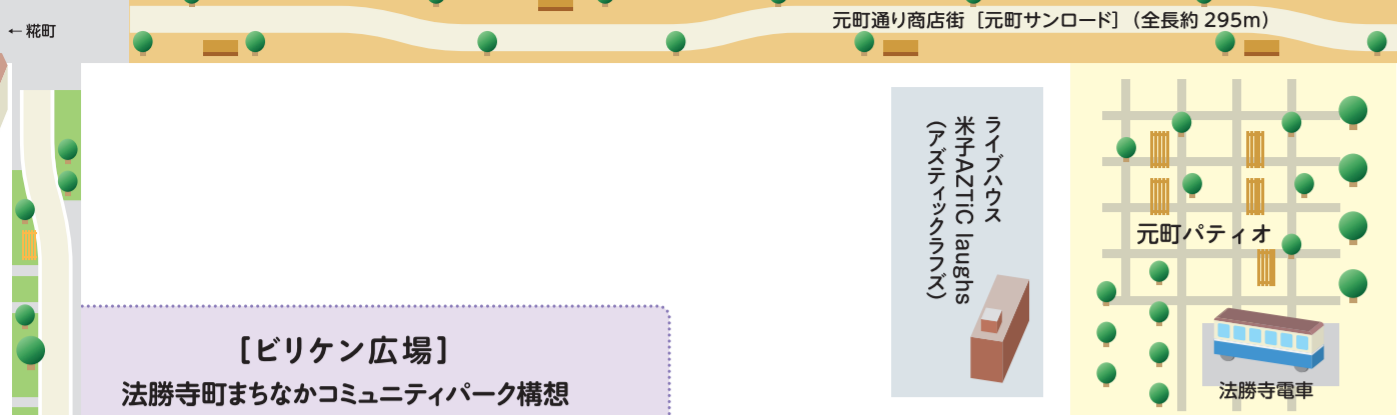 ← 糀町
元町通り商店街［元町サンロード］（全長約 295m）
ライブハウス
米子AZTiC laughs
（アズティックラフズ）
元町パティオ
法勝寺電車
［ビリケン広場］
法勝寺町まちなかコミュニティパーク構想